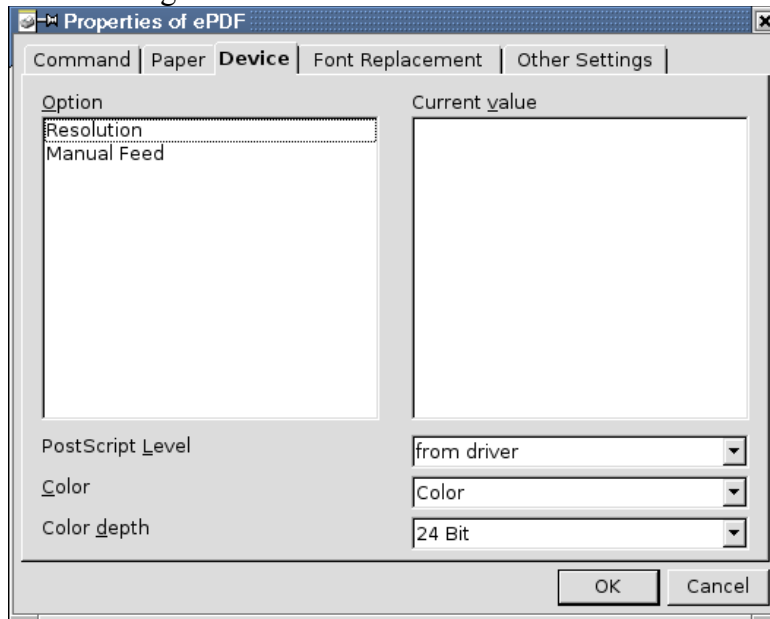 Properties of ePDF
Command Paper Device Font Replacement Other Settings
Option Current value
Resolution
Manual Feed
PostScript Level from driver
Color Color
Color depth 24 Bit
OK Cancel